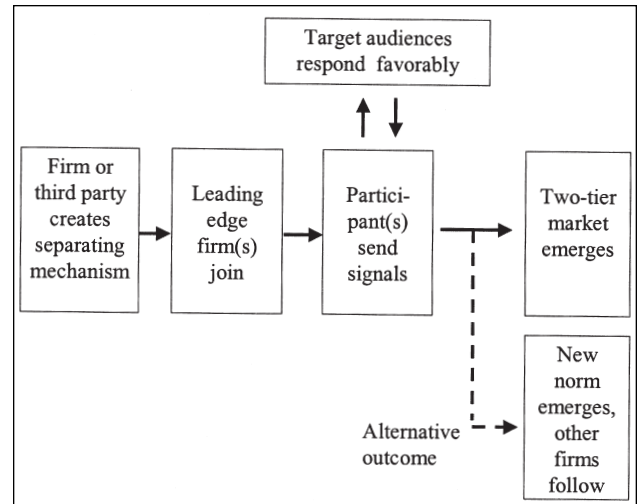 Target audiences
respond favorably
Firm or
third party
creates
separating
mechanism
Leading
edge
firm(s)
join
Partici-
pant(s)
send
signals
Two-tier
market
emerges
New
norm
emerges,
other
firms
follow
Alternative
outcome